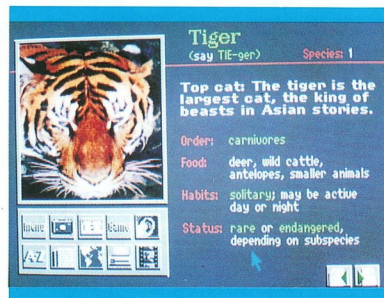 Tiger
(say TIE-ger) Species: 1
Top cat: The tiger is the
largest cat, the king of
beasts in Asian stories.
Order: carnivores
Food: deer, wild cattle,
antelopes, smaller animals
Habits: solitary; may be active
day or night
Status: rare or endangered,
depending on subspecies
Game
A-Z